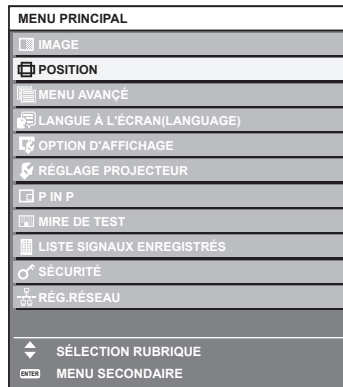 MENU PRINCIPAL
IMAGE
POSITION
MENU AVANÇÉ
LANGUE À L'ÉCRAN(LANGUAGE)
OPTION D'AFFICHAGE
RÉGLAGE PROJECTEUR
P IN P
MIRE DE TEST
LISTE SIGNAUX ENREGISTRÉS
SÉCURITÉ
RÉG.RÉSEAU
SÉLECTION RUBRIQUE
ENTER MENU SECONDAIRE